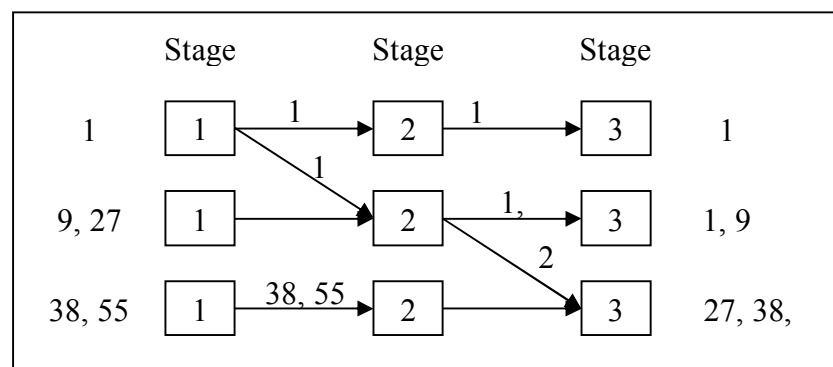 Stage Stage Stage
1 1 1 2 1 3 1
1
9, 27 1 2 1, 3 1, 9
2
38, 55 1 38, 55 2 3 27, 38,